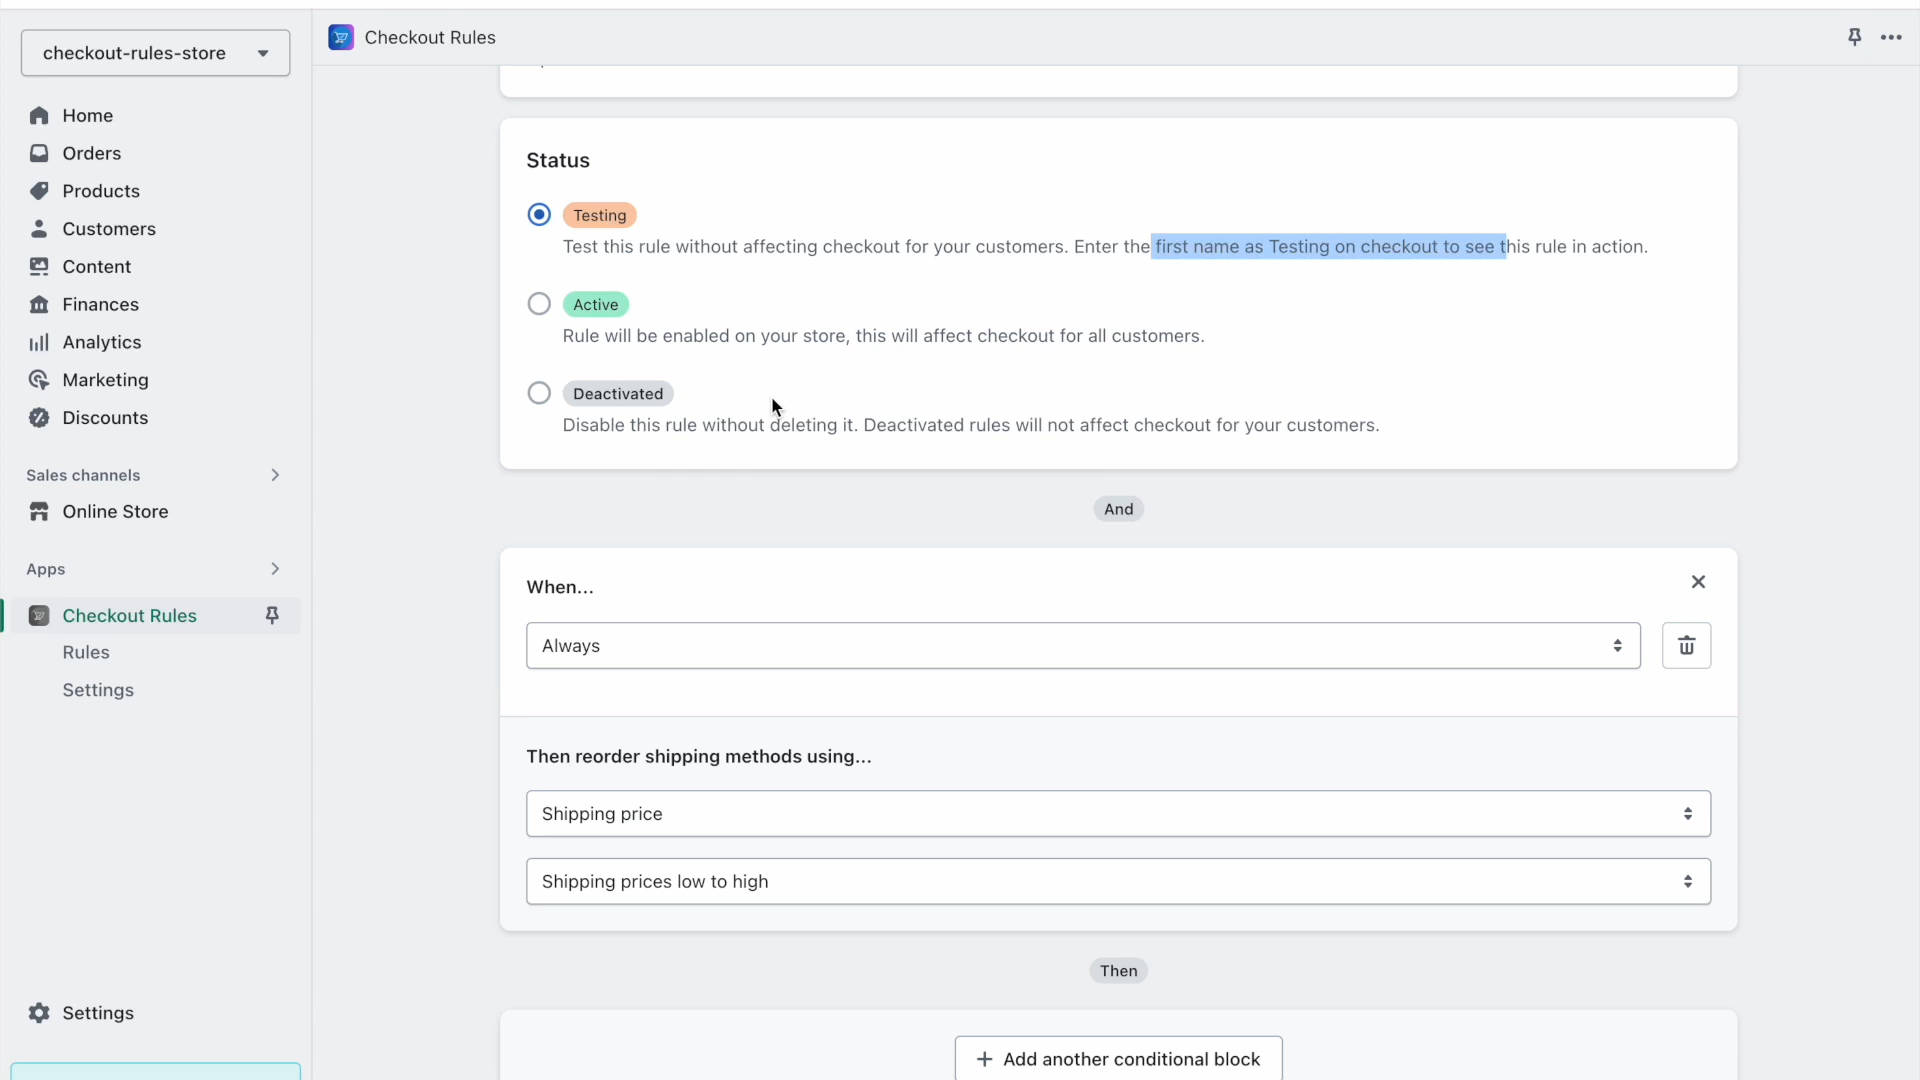 checkout-rules-store
Home
Orders
Products
Customers
Content
Finances
Analytics
Marketing
Discounts
Sales channels
Online Store
Apps
Checkout Rules
Rules
Settings
Settings
Checkout Rules
Status
Testing
Test this rule without affecting checkout for your customers. Enter the first name as Testing on checkout to see this rule in action.
Active
Rule will be enabled on your store, this will affect checkout for all customers.
Deactivated
Disable this rule without deleting it. Deactivated rules will not affect checkout for your customers.
And
When...
Always
Then reorder shipping methods using...
Shipping price
Shipping prices low to high
Then
Add another conditional block